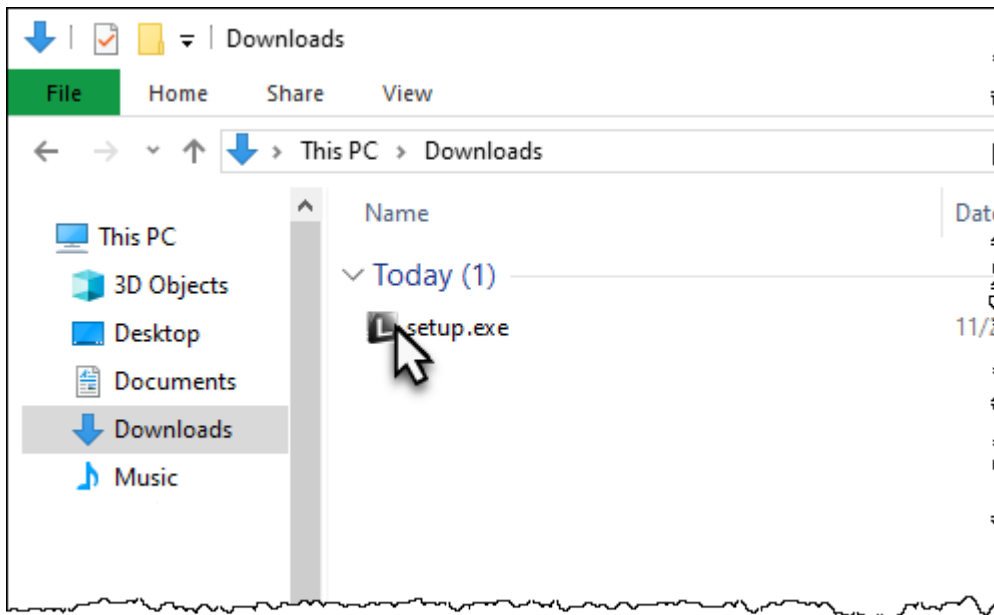 Downloads
File Home Share View
This PC > Downloads
This PC
3D Objects
Desktop
Documents
Downloads
Music
Name
Today (1)
L setup.exe
11/